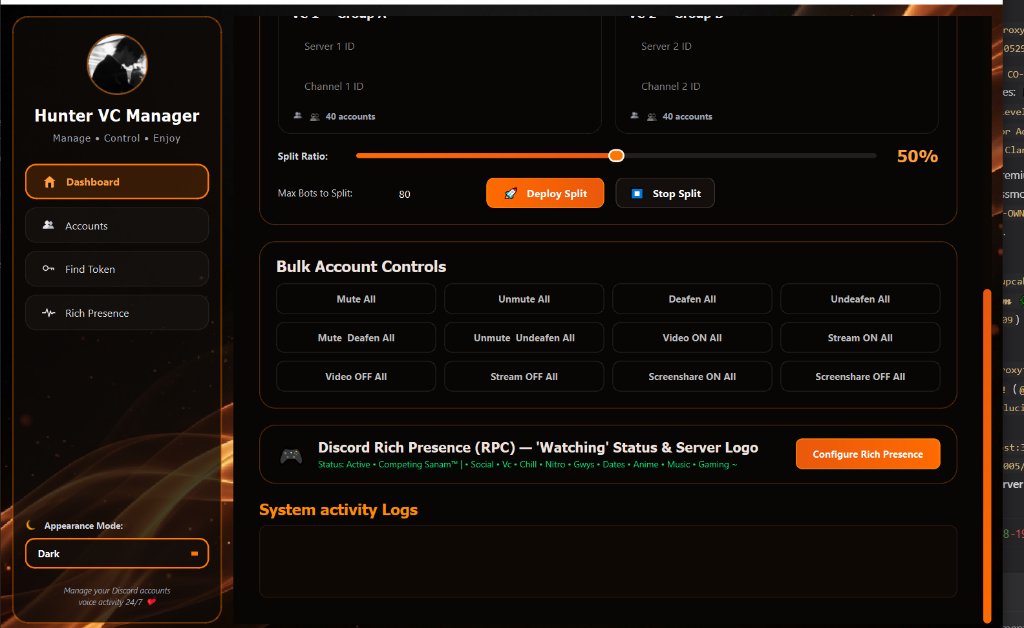 Hunter VC Manager
Manage • Control • Enjoy
Dashboard
Accounts
Find Token
Rich Presence
Appearance Mode:
Dark
Manage your Discord accounts
voice activity 24/7 ❤️
Server 1 ID
Channel 1 ID
40 accounts
Server 2 ID
Channel 2 ID
40 accounts
Split Ratio:
50%
Max Bots to Split:
80
Deploy Split
Stop Split
Bulk Account Controls
Mute All
Unmute All
Deafen All
Undeafen All
Mute Deafen All
Unmute Undeafen All
Video ON All
Stream ON All
Video OFF All
Stream OFF All
Screenshare ON All
Screenshare OFF All
Discord Rich Presence (RPC) — 'Watching' Status & Server Logo
Status: Active • Competing Sanam™ | • Social • Vc • Chill • Nitro • Gwys • Dates • Anime • Music • Gaming ~
Configure Rich Presence
System activity Logs